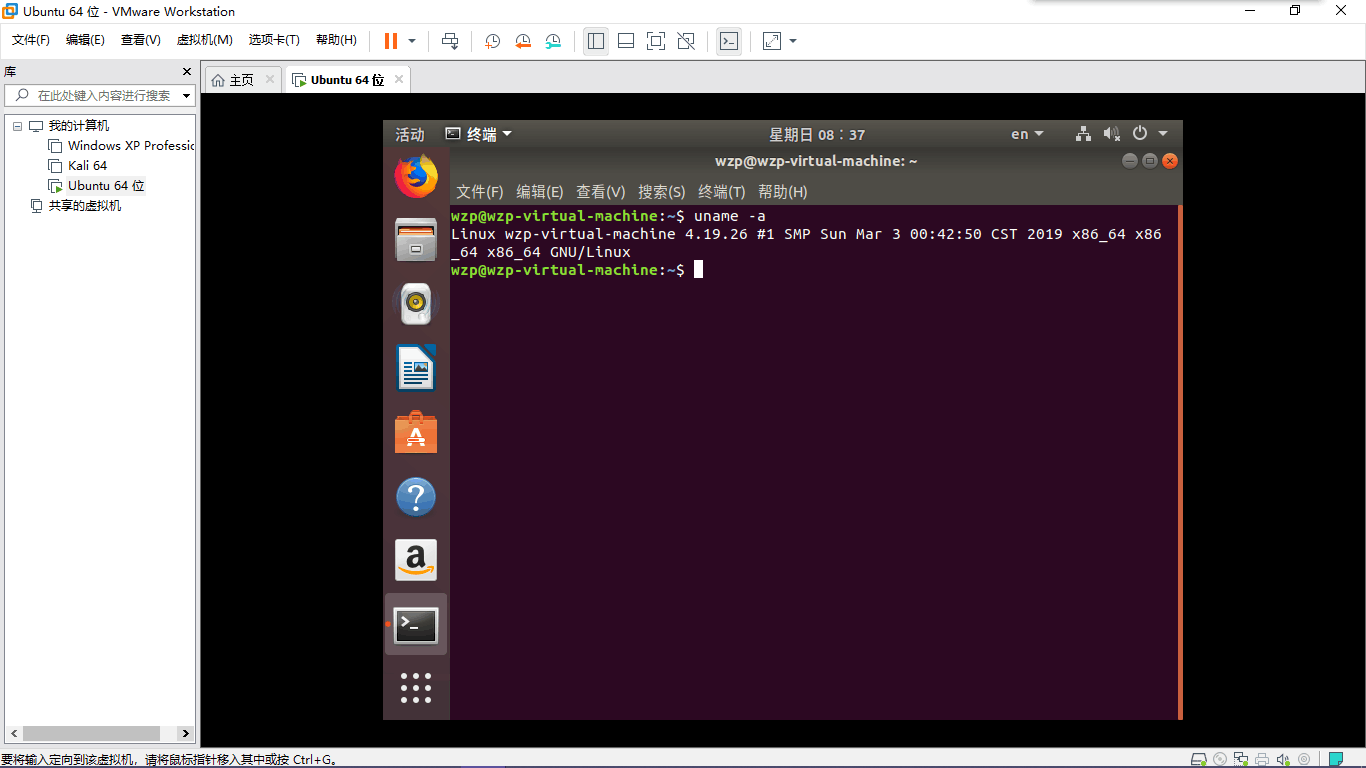 Ubuntu 64 位 - VMware Workstation
文件(F) 编辑(E) 查看(V) 虚拟机(M) 选项卡(T) 帮助(H)
库
主页 Ubuntu 64 位
在此处键入内容进行搜索
我的计算机
Windows XP Professic
Kali 64
Ubuntu 64 位
共享的虚拟机
活动 终端 星期日 08：37 en
wzp@wzp-virtual-machine: ~
文件(F) 编辑(E) 查看(V) 搜索(S) 终端(T) 帮助(H)
wzp@wzp-virtual-machine:~$ uname -a
Linux wzp-virtual-machine 4.19.26 #1 SMP Sun Mar 3 00:42:50 CST 2019 x86_64 x86
_64 x86_64 GNU/Linux
wzp@wzp-virtual-machine:~$
要将输入定向到该虚拟机，请将鼠标指针移入其中或按 Ctrl+G。